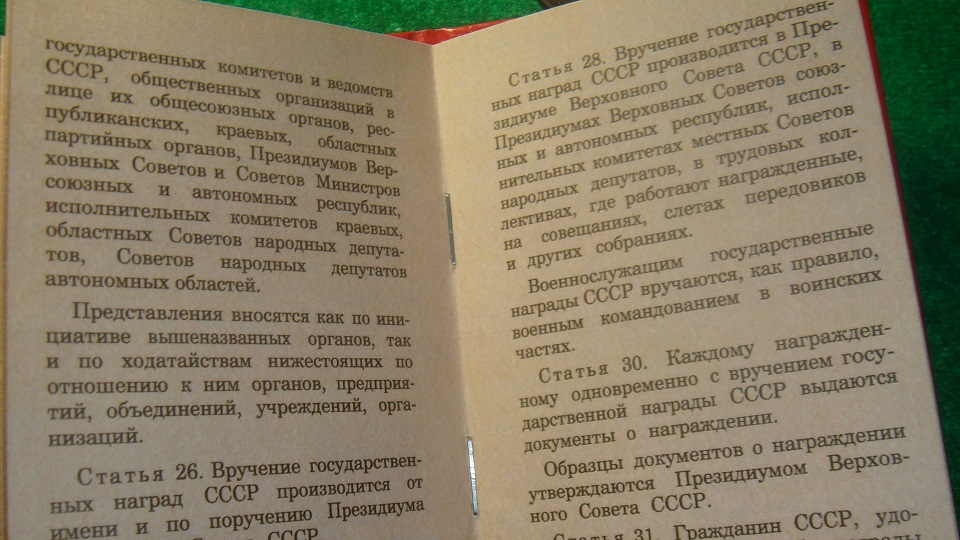 государственных комитетов и ведомств
СССР, общественных организаций в
лице их общесоюзных органов, рес-
публиканских, краевых, областных
партийных органов, Президиумов Вер-
ховных Советов и Советов Министров
союзных и автономных республик,
исполнительных комитетов краевых,
областных Советов народных депута-
тов, Советов народных депутатов
автономных областей.
Представления вносятся как по ини-
циативе вышеназванных органов, так
и по ходатайствам нижестоящих по
отношению к ним органов, предприя-
тий, объединений, учреждений, орга-
низаций.
Статья 26. Вручение государствен-
ных наград СССР производится от
имени и по поручению Президиума
СССР
Статья 28. Вручение государствен-
ных наград СССР производится в Пре-
зидиуме Верховного Совета СССР, в
Президиумах Верховных Советов союз-
ных и автономных республик, испол-
нительных комитетах местных Советов
народных депутатов, в трудовых кол-
лективах, где работают награжденные,
на совещаниях, слетах передовиков
и других собраниях.
Военнослужащим государственные
награды СССР вручаются, как правило,
военным командованием в воинских
частях.
Статья 30. Каждому награжден-
ному одновременно с вручением госу-
дарственной награды СССР выдаются
документы о награждении.
Образцы документов о награждении
утверждаются Президиумом Верхов-
ного Совета СССР.
Статья 31. Гражданин СССР, удо-